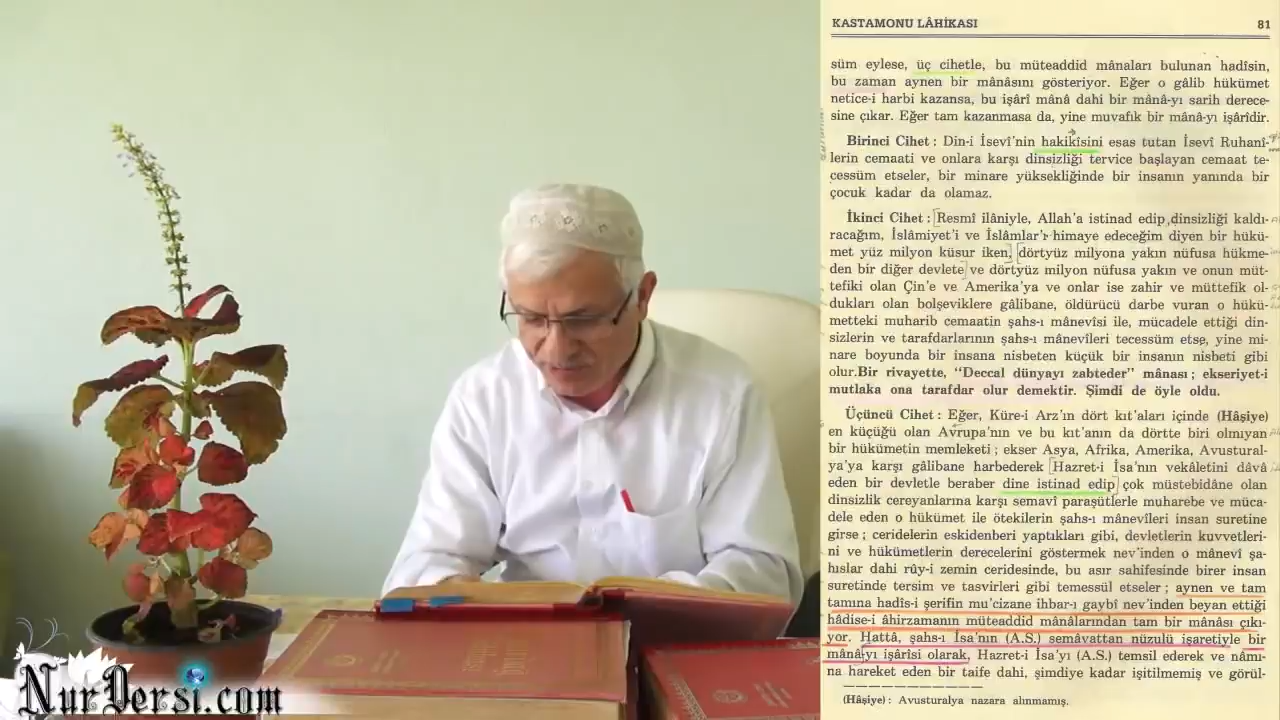 KASTAMONU LÂHİKASI 81
süm eylese, üç cihetle, bu müteaddid mânaları bulunan hadîsin,
bu zaman aynen bir mânasını gösteriyor. Eğer o gâlib hükûmet
netice-i harbi kazansa, bu işârî mânâ dahi bir mânâ-yı sarih derece-
sine çıkar. Eğer tam kazanmasa da, yine muvafık bir mânâ-yı işârîdir.
Birinci Cihet : Din-i İsevî'nin hakikîsini esas tutan İsevî Ruhanî-
lerin cemaati ve onlara karşı dinsizliği tervice başlayan cemaat te-
cessüm etseler, bir minare yüksekliğinde bir insanın yanında bir
çocuk kadar da olamaz.
İkinci Cihet : Resmî ilâniyle, Allah'a istinad edip, dinsizliği kaldı-
racağım, İslâmiyet'i ve İslâmlar'ı himaye edeceğim diyen bir hükü-
met yüz milyon küsur iken, dörtyüz milyona yakın nüfusa hükme-
den bir diğer devlete ve dörtyüz milyon nüfusa yakın ve onun müt-
tefiki olan Çin'e ve Amerika'ya ve onlar ise zahir ve müttefik ol-
dukları olan bolşeviklere gâlibane, öldürücü darbe vuran o hükü-
metteki muharib cemaatin şahs-ı mânevîsi ile, mücadele ettiği din-
sizlerin ve tarafdarlarının şahs-ı mânevîleri tecessüm etse, yine mi-
nare boyunda bir insana nisbeten küçük bir insanın nisbeti gibi
olur. Bir rivayette, "Deccal dünyayı zabteder" mânası ; ekseriyet-i
mutlaka ona tarafdar olur demektir. Şimdi de öyle oldu.
Üçüncü Cihet : Eğer, Küre-i Arz'ın dört kıt'aları içinde (Hâşiye)
en küçüğü olan Avrupa'nın ve bu kıt'anın da dörtte biri olmıyan
bir hükümetin memleketi ; ekser Asya, Afrika, Amerika, Avustural-
ya'ya karşı gâlibane harbederek Hazret-i İsa'nın vekâletini dâvâ
eden bir devletle beraber dine istinad edip çok müstebidâne olan
dinsizlik cereyanlarına karşı semavî paraşütlerle muharebe ve müca-
dele eden o hükümet ile ötekilerin şahs-ı mânevîleri insan suretine
girse ; ceridelerin eskidenberi yaptıkları gibi, devletlerin kuvvetleri-
ni ve hükümetlerin derecelerini göstermek nev'inden o mânevî şa-
hıslar dahi rûy-i zemin ceridesinde, bu asır sahifesinde birer insan
suretinde tersim ve tasvirleri gibi temessül etseler ; aynen ve tam
tamına hadîs-i şerifin mu'cizane ihbar-ı gaybî nev'inden beyan ettiği
hâdise-i âhirzamanın müteaddid mânâlarından tam bir mânâsı çıkı-
yor. Hattâ, şahs-ı İsa'nın (A.S.) semâvattan nüzulü işaretiyle bir
mânâ-yı işârîsi olarak, Hazret-i İsa'yı (A.S.) temsil ederek ve nâmı-
na hareket eden bir taife dahi, şimdiye kadar işitilmemiş ve görül-
(Hâşiye) : Avusturalya nazara alınmamış.
NurDersi.com